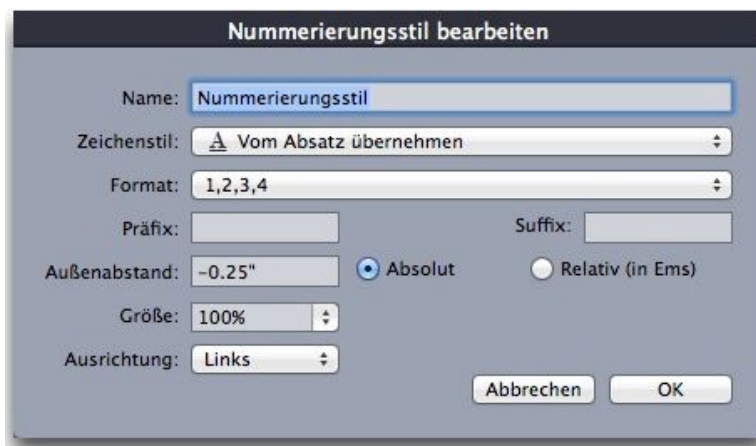 Nummerierungsstil bearbeiten
Name: Nummerierungsstil
Zeichenstil: A Vom Absatz übernehmen
Format: 1,2,3,4
Präfix: Suffix:
Außenabstand: -0.25" Absolut Relativ (in Ems)
Größe: 100%
Ausrichtung: Links
Abbrechen OK